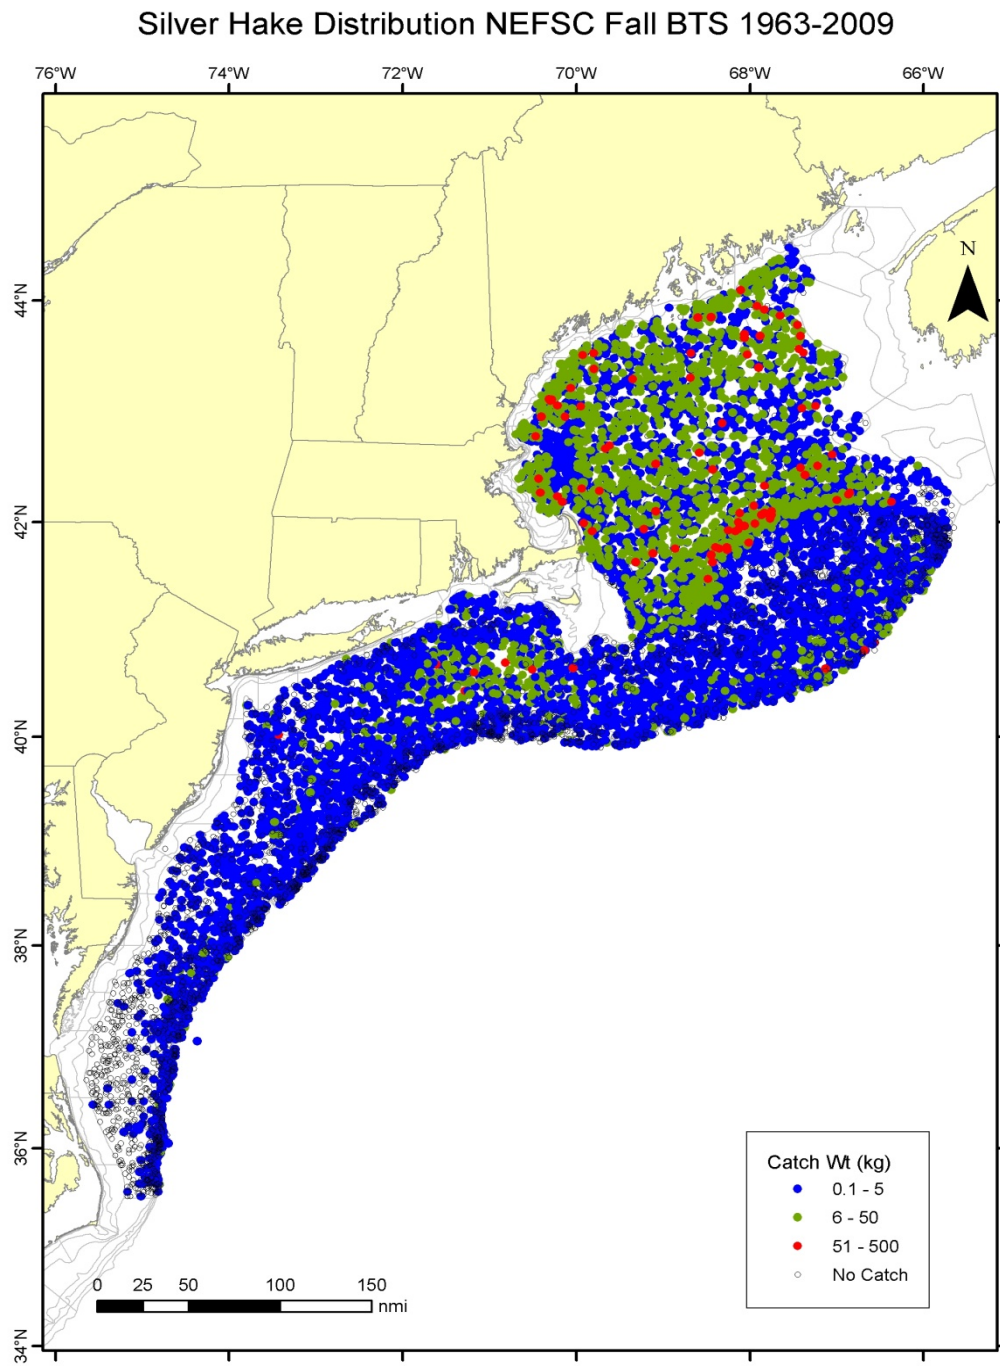 Silver Hake Distribution NEFSC Fall BTS 1963-2009
76°W 74°W 72°W 70°W 68°W 66°W
N
44°N 44°N
42°N
40°N
38°N
36°N
34°N
Catch Wt (kg)
0.1 - 5
6 - 50
51 - 500
No Catch
0 25 50 100 150
nmi